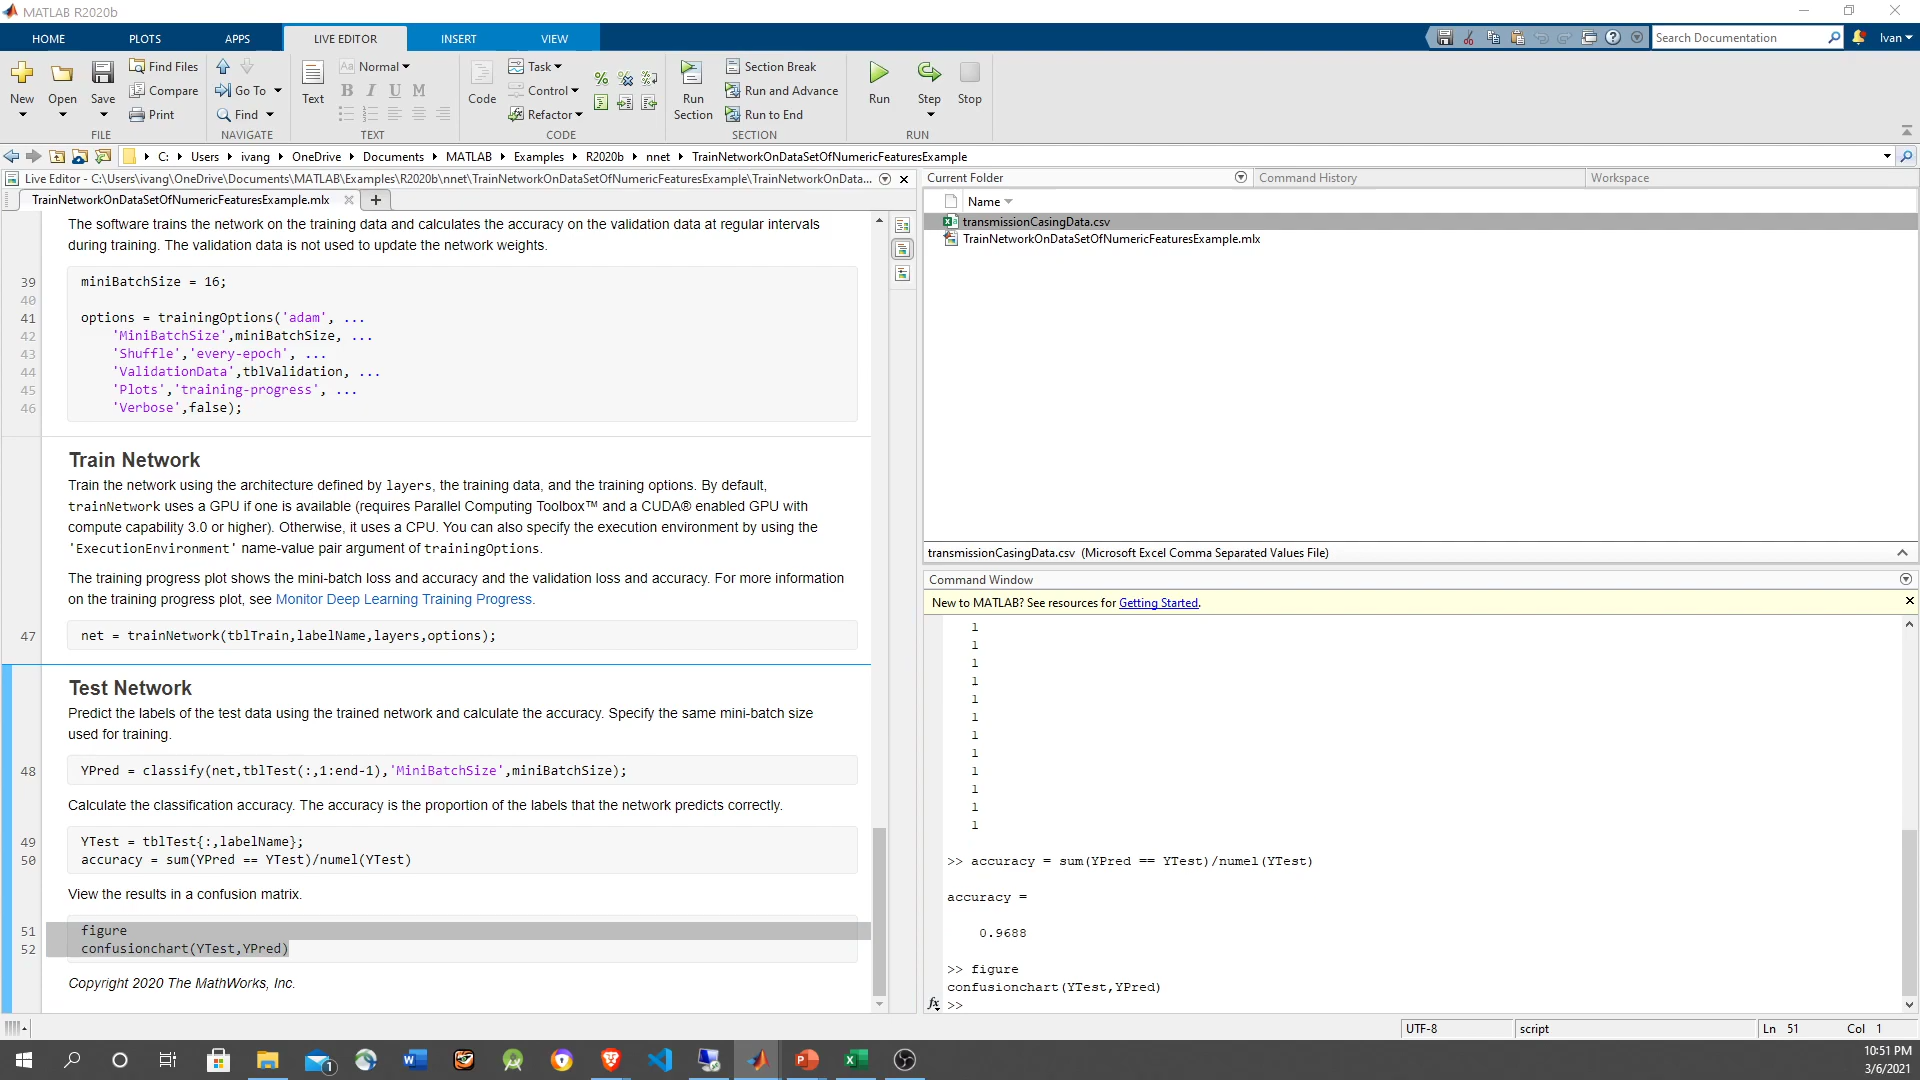 MATLAB R2020b
HOME PLOTS APPS LIVE EDITOR INSERT VIEW Search Documentation Ivan
New Open Save Find Files Compare Print
FILE
Go To Find
NAVIGATE
Text Aa Normal B I U M
TEXT
Code Task Control Refactor
CODE
Run Section Section Break Run and Advance Run to End
SECTION
Run Step Stop
RUN
C: Users ivang OneDrive Documents MATLAB Examples R2020b nnet TrainNetworkOnDataSetOfNumericFeaturesExample
Live Editor - C:\Users\ivang\OneDrive\Documents\MATLAB\Examples\R2020b\nnet\TrainNetworkOnDataSetOfNumericFeaturesExample\TrainNetworkOnData...
TrainNetworkOnDataSetOfNumericFeaturesExample.mlx
The software trains the network on the training data and calculates the accuracy on the validation data at regular intervals
during training. The validation data is not used to update the network weights.
39 miniBatchSize = 16;
40
41 options = trainingOptions('adam', ...
42 'MiniBatchSize',miniBatchSize, ...
43 'Shuffle','every-epoch', ...
44 'ValidationData',tblValidation, ...
45 'Plots','training-progress', ...
46 'Verbose',false);
Train Network
Train the network using the architecture defined by layers, the training data, and the training options. By default,
trainNetwork uses a GPU if one is available (requires Parallel Computing Toolbox™ and a CUDA® enabled GPU with
compute capability 3.0 or higher). Otherwise, it uses a CPU. You can also specify the execution environment by using the
'ExecutionEnvironment' name-value pair argument of trainingOptions.
The training progress plot shows the mini-batch loss and accuracy and the validation loss and accuracy. For more information
on the training progress plot, see Monitor Deep Learning Training Progress.
47 net = trainNetwork(tblTrain,labelName,layers,options);
Test Network
Predict the labels of the test data using the trained network and calculate the accuracy. Specify the same mini-batch size
used for training.
48 YPred = classify(net,tblTest(:,1:end-1),'MiniBatchSize',miniBatchSize);
Calculate the classification accuracy. The accuracy is the proportion of the labels that the network predicts correctly.
49 YTest = tblTest{:,labelName};
50 accuracy = sum(YPred == YTest)/numel(YTest)
View the results in a confusion matrix.
51 figure
52 confusionchart(YTest,YPred)
Copyright 2020 The MathWorks, Inc.
Current Folder Command History Workspace
Name
transmissionCasingData.csv
TrainNetworkOnDataSetOfNumericFeaturesExample.mlx
transmissionCasingData.csv (Microsoft Excel Comma Separated Values File)
Command Window
New to MATLAB? See resources for Getting Started.
1
1
1
1
1
1
1
1
1
1
1
1
>> accuracy = sum(YPred == YTest)/numel(YTest)
accuracy =
0.9688
>> figure
confusionchart(YTest,YPred)
fx >>
UTF-8 script Ln 51 Col 1
10:51 PM
3/6/2021